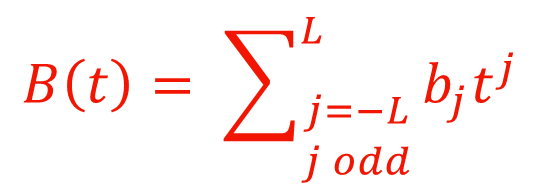 B(t) = ∑_{j=-L, j odd}^{L} b_j t^j